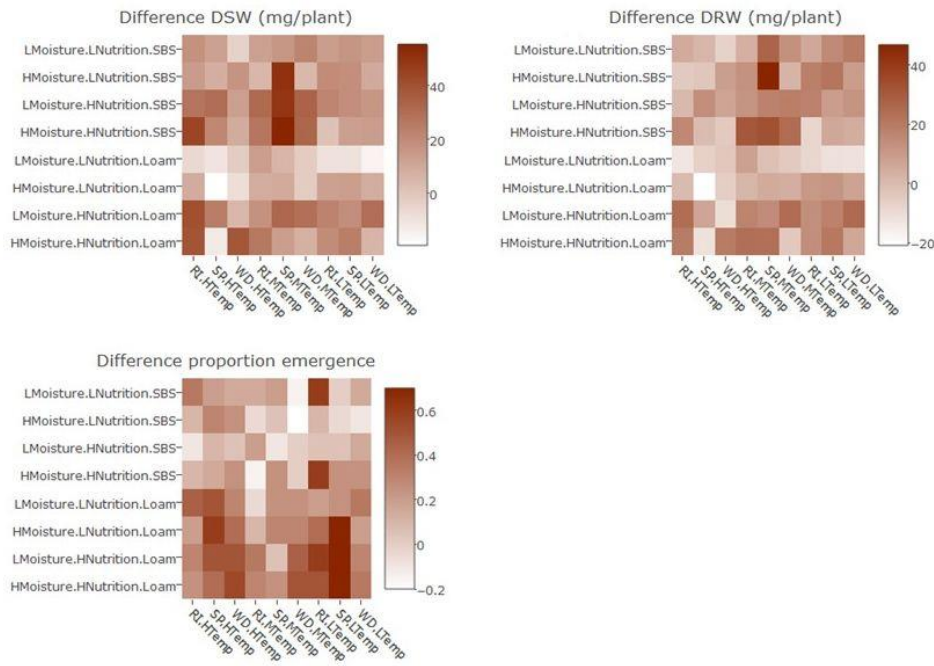 Difference DSW (mg/plant)
LMoisture.LNutrition.SBS
HMoisture.LNutrition.SBS
LMoisture.HNutrition.SBS
HMoisture.HNutrition.SBS
LMoisture.LNutrition.Loam
HMoisture.LNutrition.Loam
LMoisture.HNutrition.Loam
HMoisture.HNutrition.Loam
40
20
0
RI.HTemp
SP.HTemp
WD.HTemp
RI.MTemp
SP.MTemp
WD.MTemp
RI.LTemp
SP.LTemp
WD.LTemp
Difference DRW (mg/plant)
LMoisture.LNutrition.SBS
HMoisture.LNutrition.SBS
LMoisture.HNutrition.SBS
HMoisture.HNutrition.SBS
LMoisture.LNutrition.Loam
HMoisture.LNutrition.Loam
LMoisture.HNutrition.Loam
HMoisture.HNutrition.Loam
40
20
0
−20
RI.HTemp
SP.HTemp
WD.HTemp
RI.MTemp
SP.MTemp
WD.MTemp
RI.LTemp
SP.LTemp
WD.LTemp
Difference proportion emergence
LMoisture.LNutrition.SBS
HMoisture.LNutrition.SBS
LMoisture.HNutrition.SBS
HMoisture.HNutrition.SBS
LMoisture.LNutrition.Loam
HMoisture.LNutrition.Loam
LMoisture.HNutrition.Loam
HMoisture.HNutrition.Loam
0.6
0.4
0.2
0
−0.2
RI.HTemp
SP.HTemp
WD.HTemp
RI.MTemp
SP.MTemp
WD.MTemp
RI.LTemp
SP.LTemp
WD.LTemp